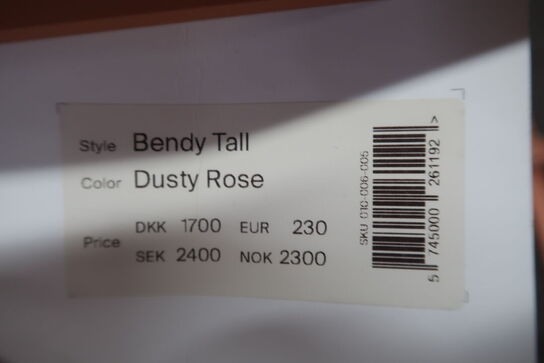 Style Bendy Tall
Color Dusty Rose
Price
DKK 1700 EUR 230
SEK 2400 NOK 2300
SKU 010-006-005
5 745000 261192 >